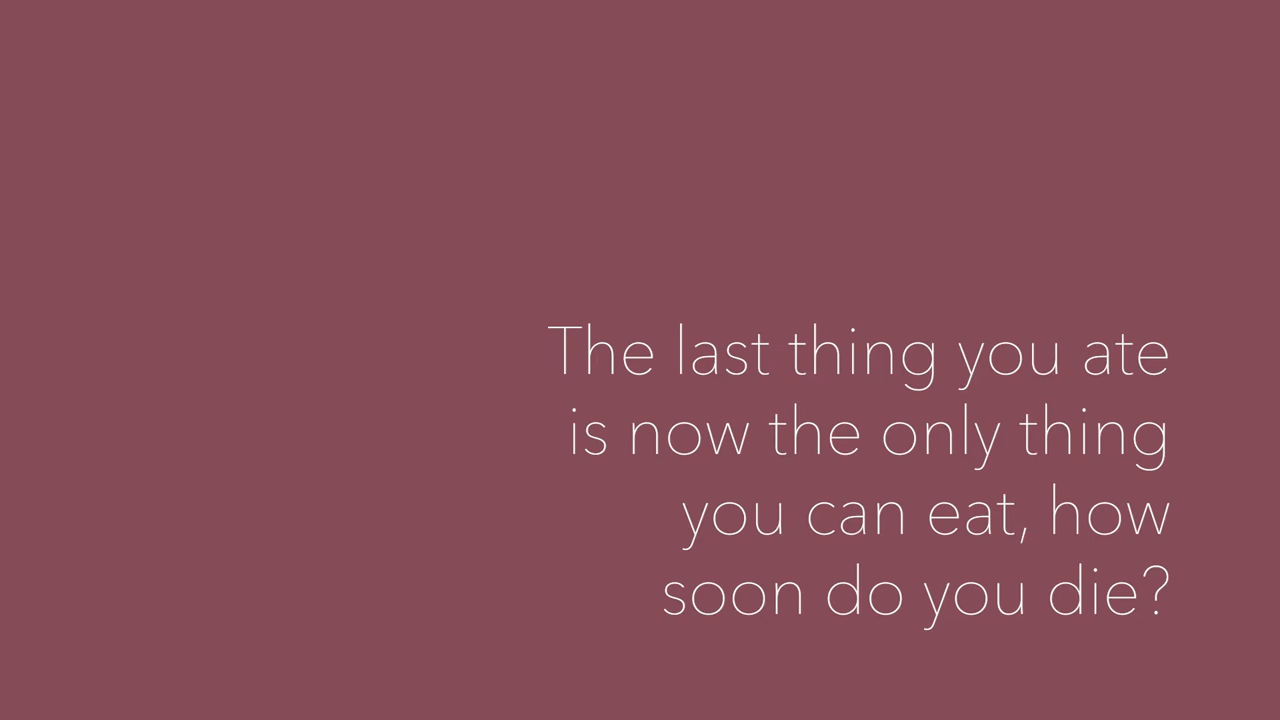 The last thing you ate
is now the only thing
you can eat, how
soon do you die?